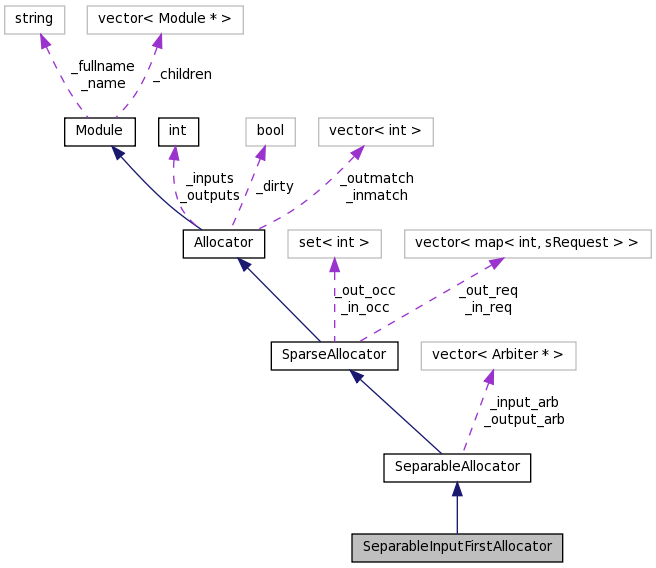 string
vector< Module * >
_fullname
_name
_children
Module
int
bool
vector< int >
_inputs
_outputs
_dirty
_outmatch
_inmatch
Allocator
set< int >
vector< map< int, sRequest > >
_out_occ
_in_occ
_out_req
_in_req
SparseAllocator
vector< Arbiter * >
_input_arb
_output_arb
SeparableAllocator
SeparableInputFirstAllocator